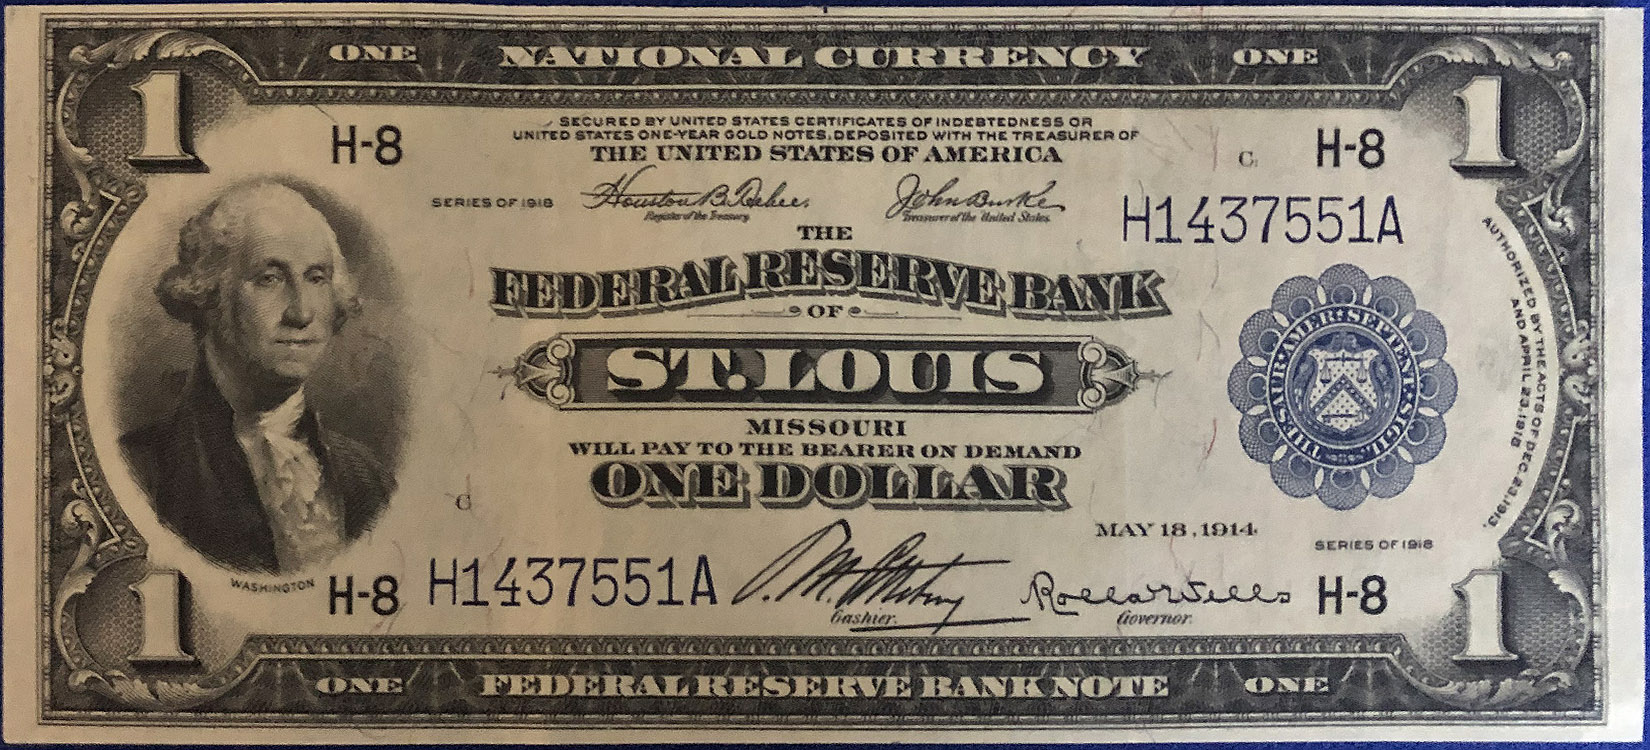 ONE NATIONAL CURRENCY ONE
1 1
SECURED BY UNITED STATES CERTIFICATES OF INDEBTEDNESS OR
UNITED STATES ONE-YEAR GOLD NOTES, DEPOSITED WITH THE TREASURER OF
THE UNITED STATES OF AMERICA
H-8 C H-8
SERIES OF 1918 Houston B. Teehee John Burke
Register of the Treasury. Treasurer of the United States.
H1437551A
THE
FEDERAL RESERVE BANK
OF
ST. LOUIS
MISSOURI
WILL PAY TO THE BEARER ON DEMAND
ONE DOLLAR
THESAUR. AMER. SEPTENT. SIGIL.
AUTHORIZED BY THE ACTS OF DEC. 23, 1913,
AND APRIL 23, 1918
C
MAY 18, 1914
SERIES OF 1918
WASHINGTON
H-8 H1437551A Rolla Wells H-8
Cashier. Governor.
1 1
ONE FEDERAL RESERVE BANK NOTE ONE